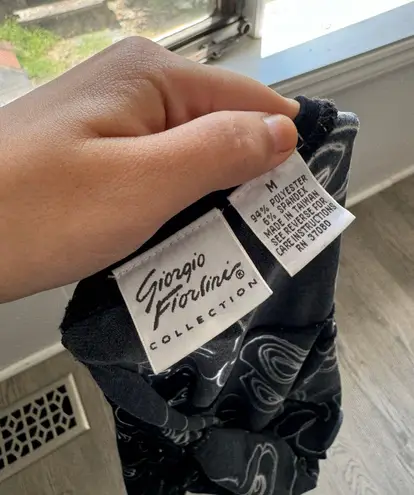 Giorgio
Fiorlini®
COLLECTION
M
94% POLYESTER
6% SPANDEX
MADE IN TAIWAN
SEE REVERSE FOR
CARE INSTRUCTIONS
RN 37080